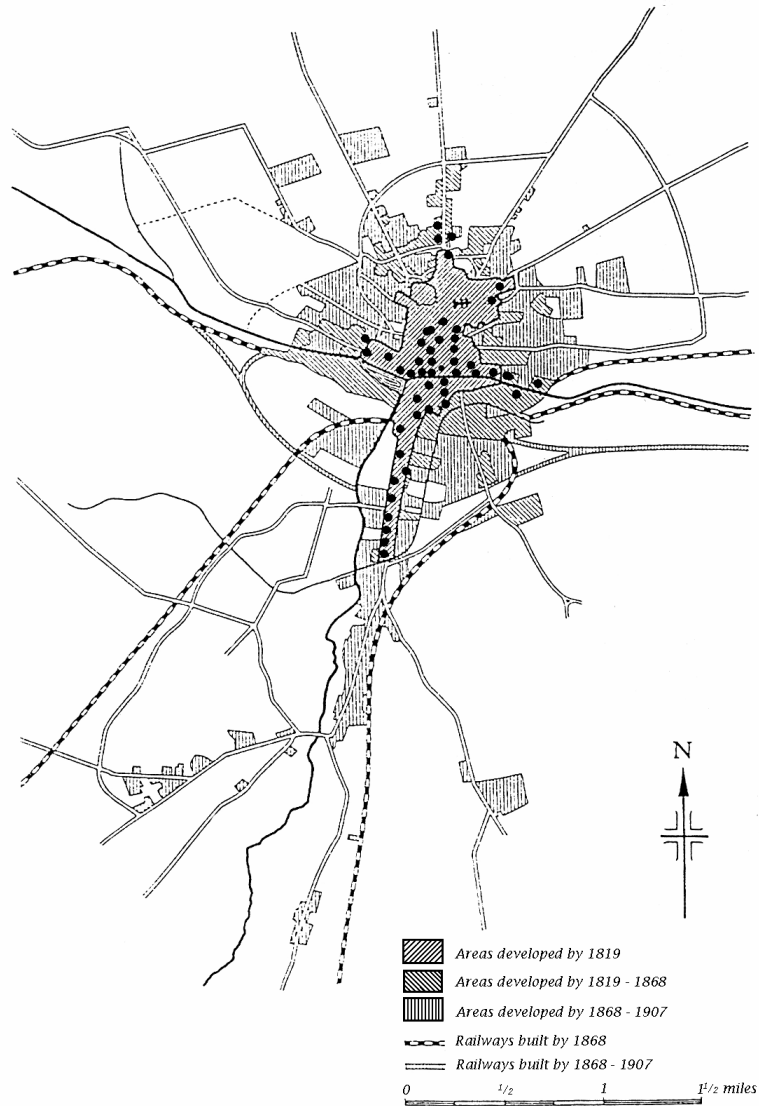 N
Areas developed by 1819
Areas developed by 1819 - 1868
Areas developed by 1868 - 1907
Railways built by 1868
Railways built by 1868 - 1907
0 1/2 1 1 1/2 miles